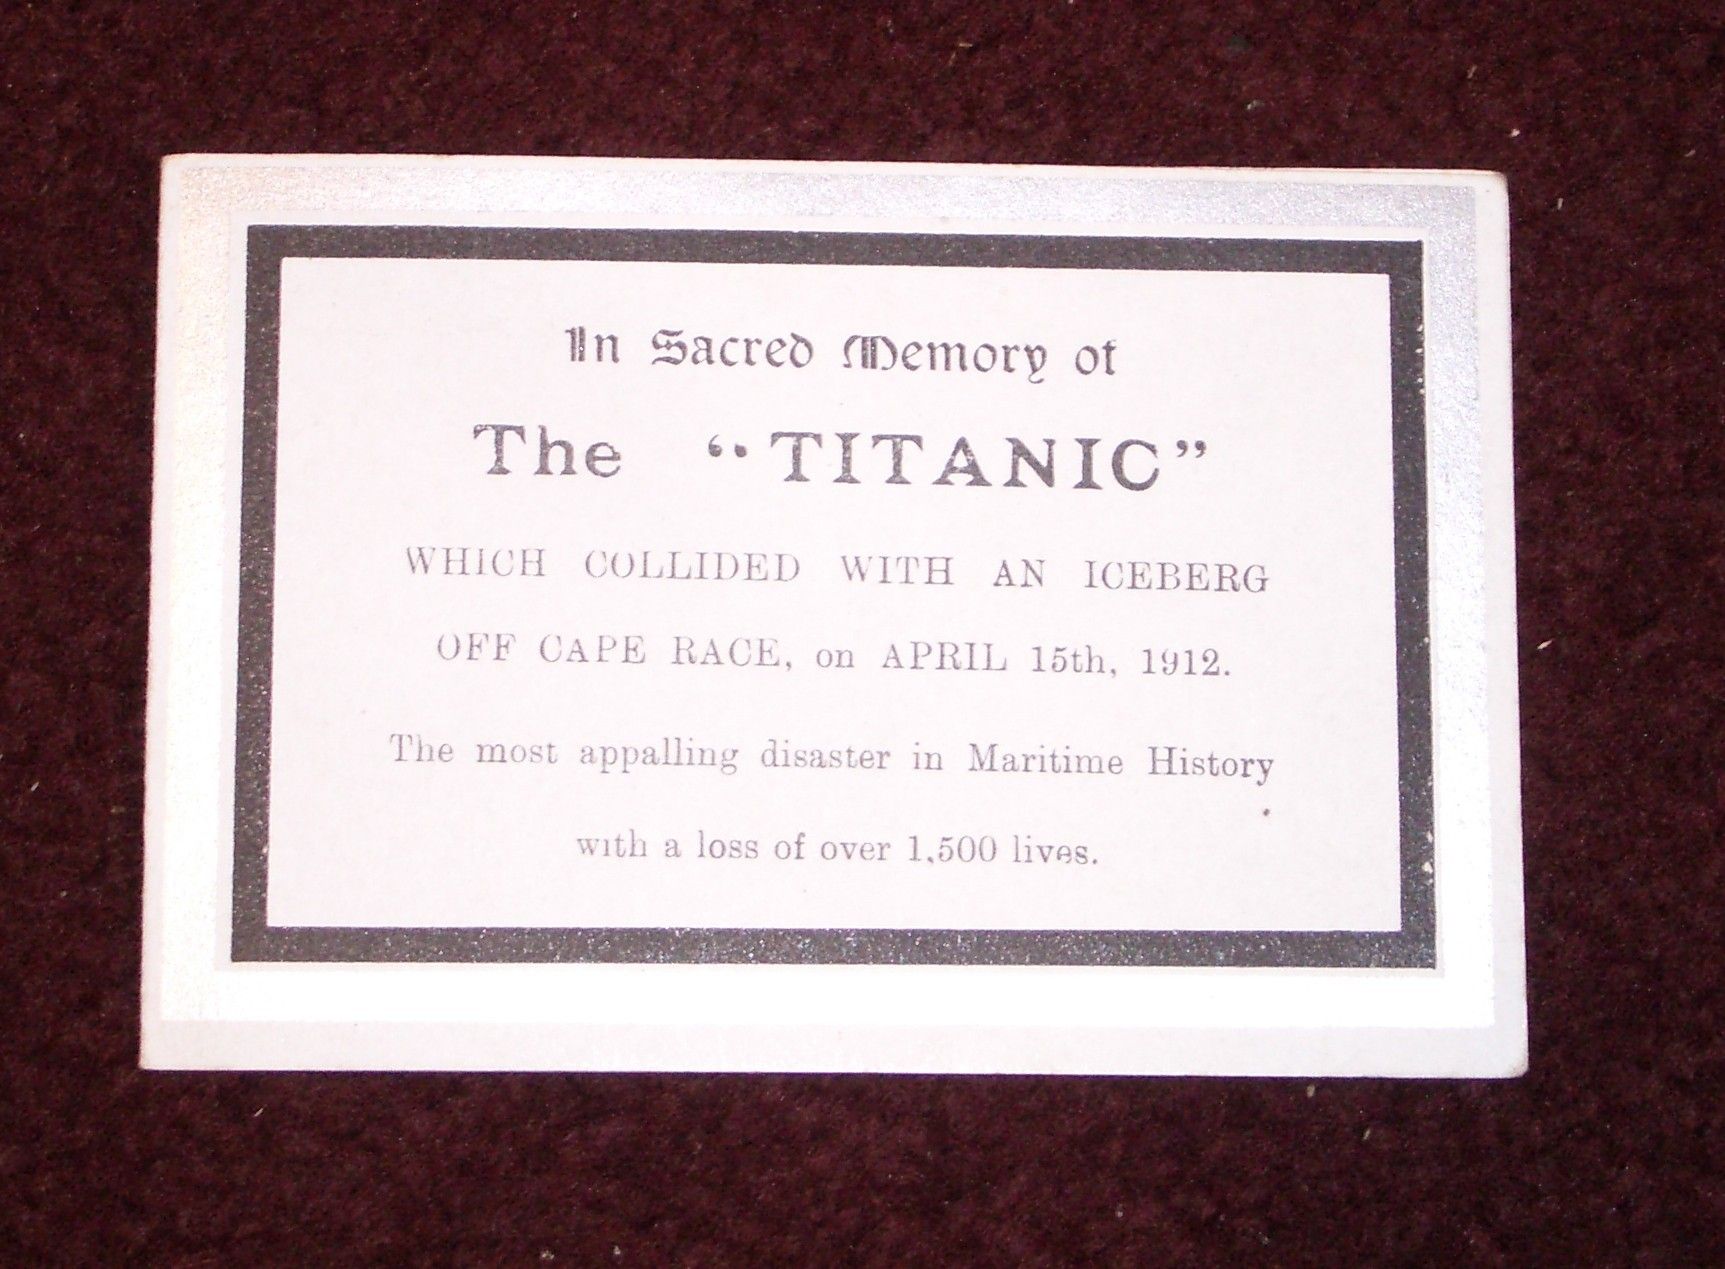 In Sacred Memory of
The "TITANIC"
WHICH COLLIDED WITH AN ICEBERG
OFF CAPE RACE, on APRIL 15th, 1912.
The most appalling disaster in Maritime History
with a loss of over 1,500 lives.